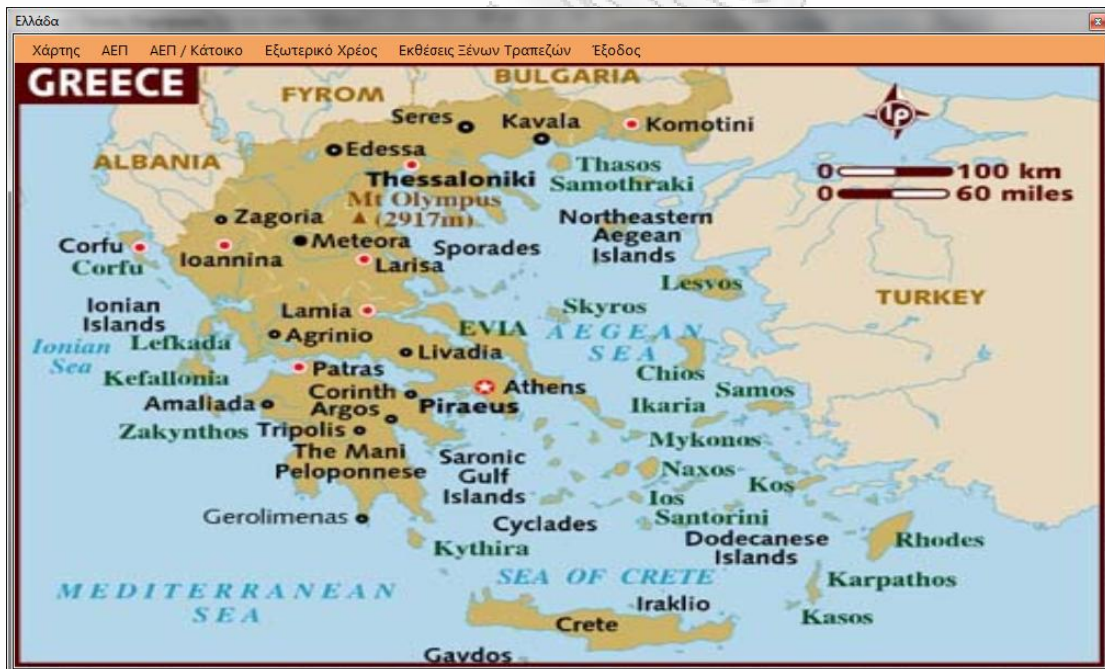 Ελλάδα
Χάρτης ΑΕΠ ΑΕΠ / Κάτοικο Εξωτερικό Χρέος Εκθέσεις Ξένων Τραπεζών Έξοδος
GREECE
BULGARIA
FYROM
ALBANIA
lp
Seres
Kavala
Komotini
Edessa
Thessaloniki
Thasos
Samothraki
0 100 km
0 60 miles
Mt Olympus
(2917m)
Zagoria
Northeastern
Aegean
Islands
Corfu
Corfu
Ioannina
Meteora
Larisa
Sporades
Lesvos
TURKEY
Ionian
Islands
Lamia
Skyros
Agrinio
EVIA
AEGEAN
SEA
Ionian
Sea
Lefkada
Livadia
Kefallonia
Patras
Athens
Chios
Samos
Corinth
Piraeus
Ikaria
Amaliada
Argos
Zakynthos
Tripolis
Mykonos
The Mani
Peloponnese
Saronic
Gulf
Islands
Naxos
Kos
Ios
Gerolimenas
Cyclades
Santorini
Dodecanese
Islands
Rhodes
Kythira
MEDITERRANEAN
SEA
SEA OF CRETE
Karpathos
Iraklio
Kasos
Crete
Gavdos